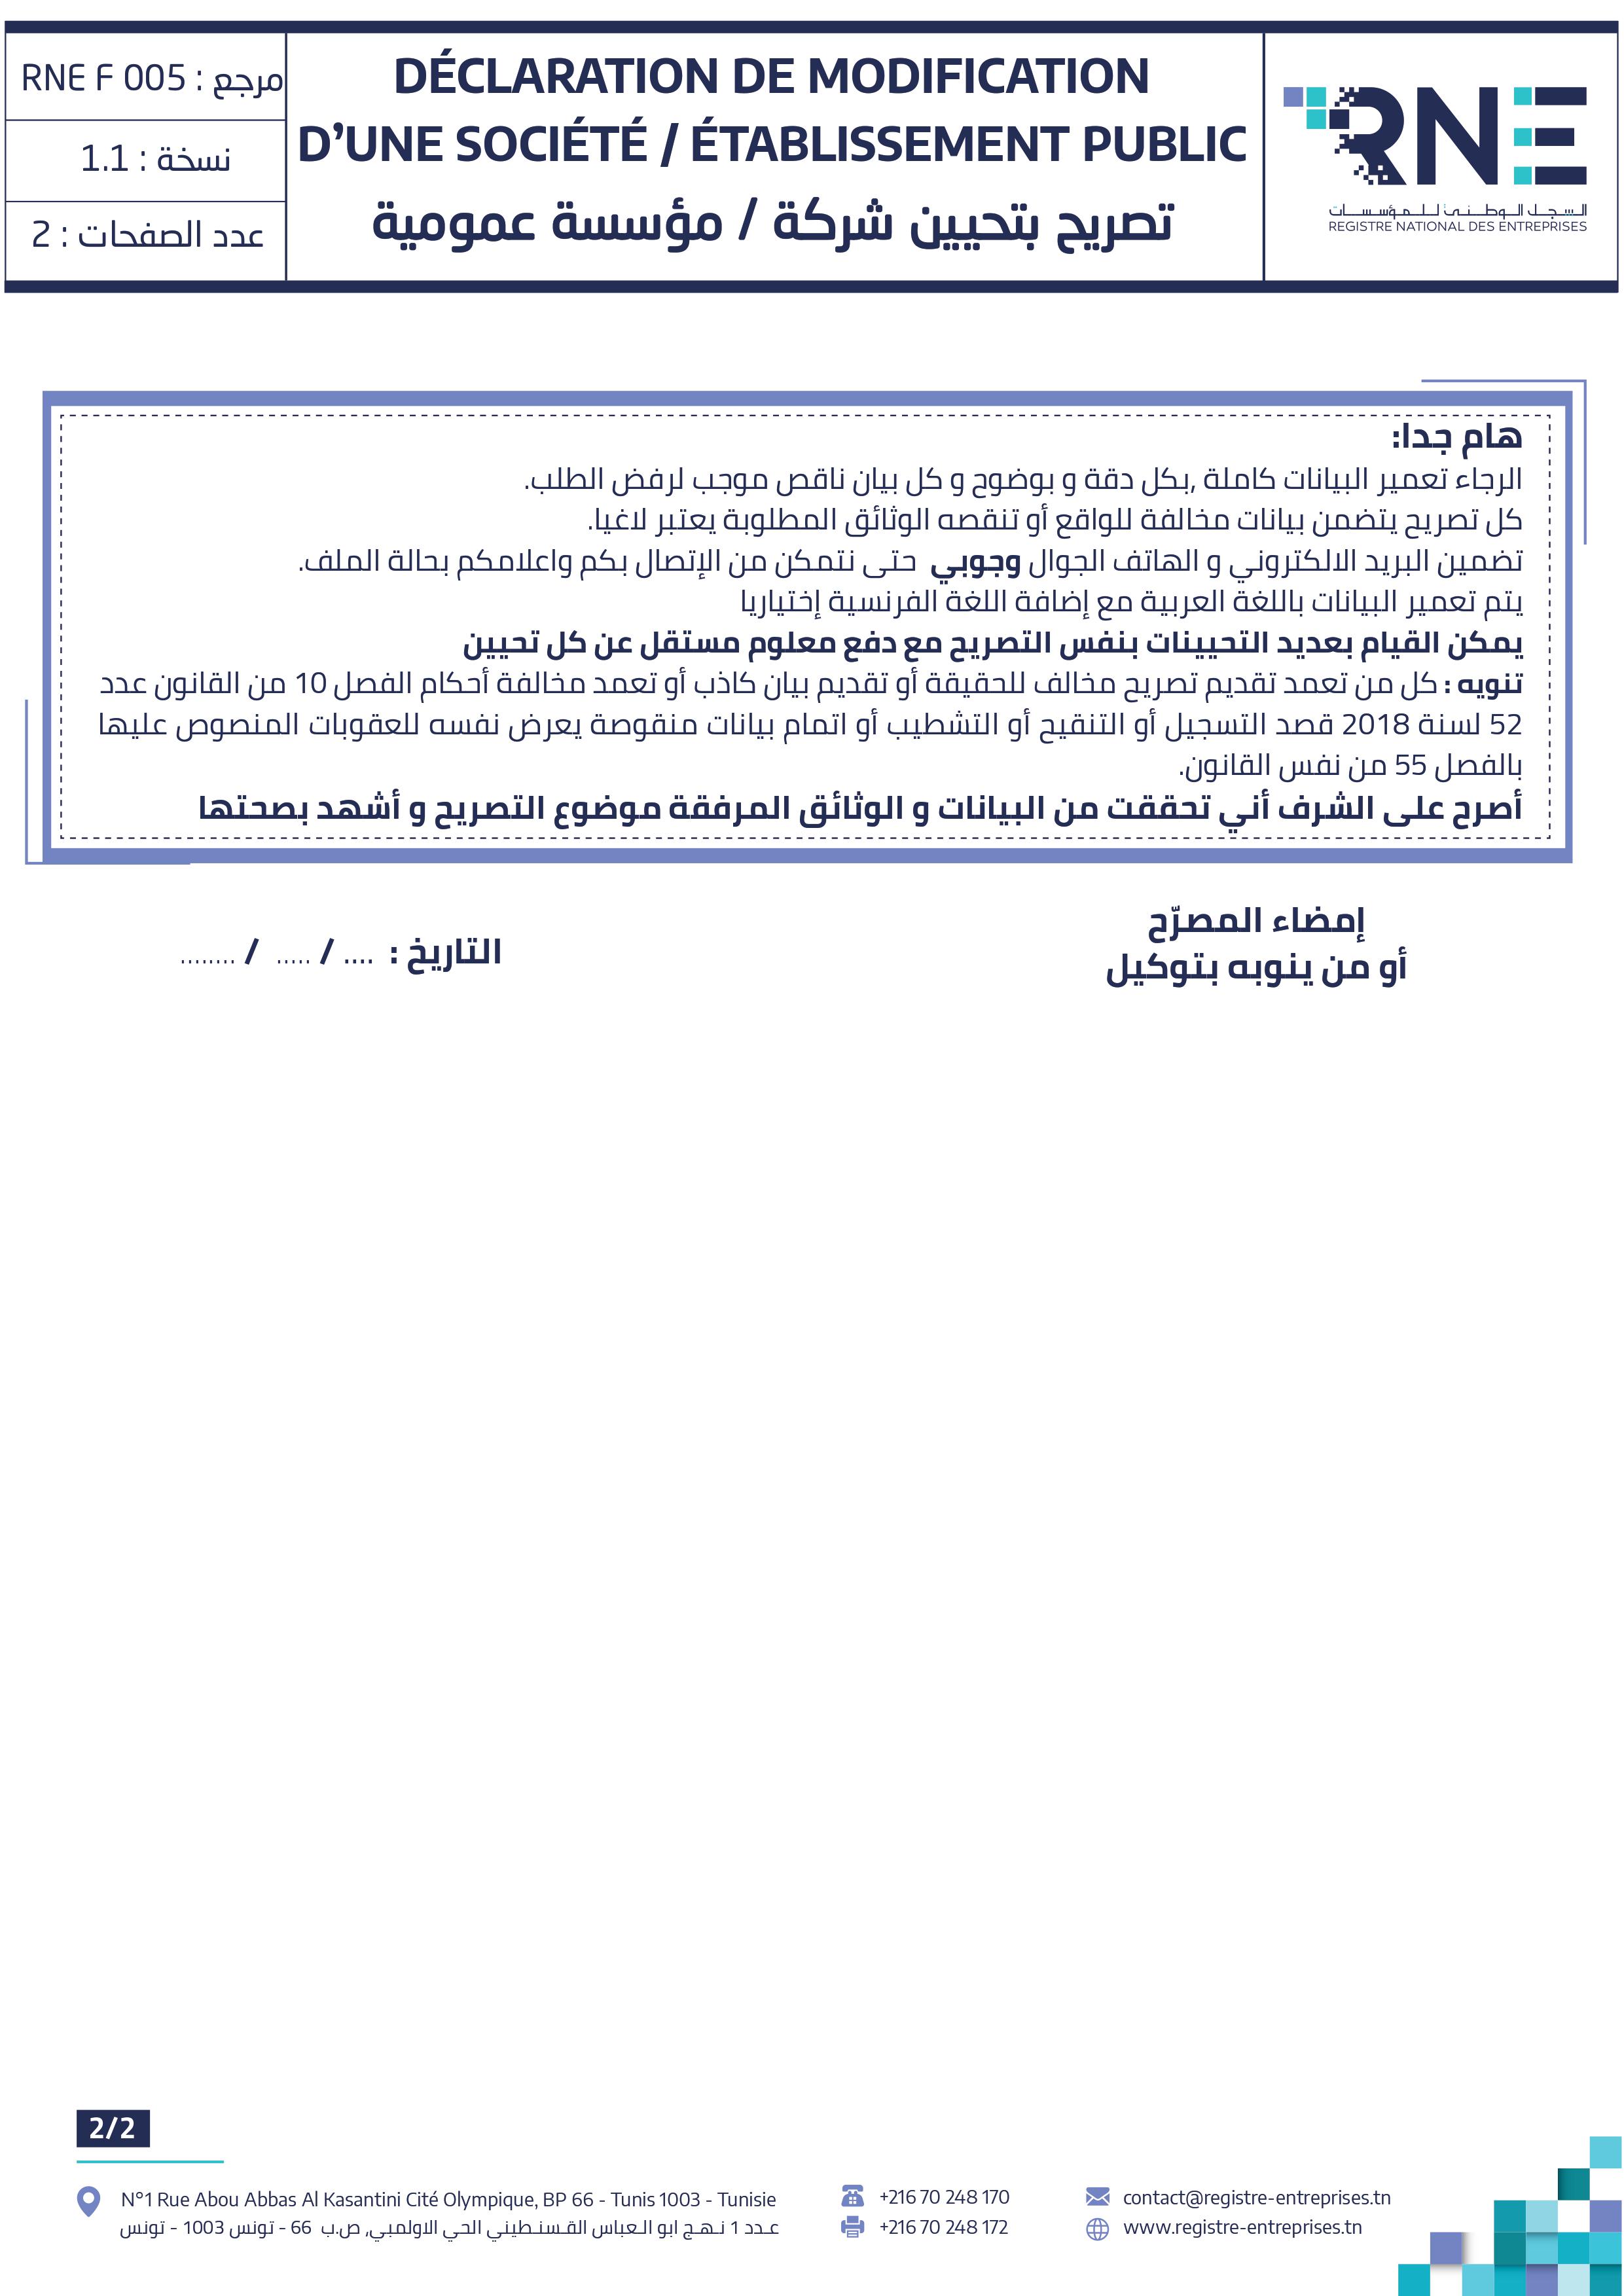 مرجع : RNE F 005
نسخة : 1.1
عدد الصفحات : 2
DÉCLARATION DE MODIFICATION
D’UNE SOCIÉTÉ / ÉTABLISSEMENT PUBLIC
تصريح بتحيين شركة / مؤسسة عمومية
RNE
السجل الوطني للمؤسسات
REGISTRE NATIONAL DES ENTREPRISES
هام جدا:
الرجاء تعمير البيانات كاملة ,بكل دقة و بوضوح و كل بيان ناقص موجب لرفض الطلب.
كل تصريح يتضمن بيانات مخالفة للواقع أو تنقصه الوثائق المطلوبة يعتبر لاغيا.
تضمين البريد الالكتروني و الهاتف الجوال وجوبي حتى نتمكن من الإتصال بكم واعلامكم بحالة الملف.
يتم تعمير البيانات باللغة العربية مع إضافة اللغة الفرنسية إختياريا
يمكن القيام بعديد التحيينات بنفس التصريح مع دفع معلوم مستقل عن كل تحيين
تنويه : كل من تعمد تقديم تصريح مخالف للحقيقة أو تقديم بيان كاذب أو تعمد مخالفة أحكام الفصل 10 من القانون عدد
52 لسنة 2018 قصد التسجيل أو التنقيح أو التشطيب أو اتمام بيانات منقوصة يعرض نفسه للعقوبات المنصوص عليها
بالفصل 55 من نفس القانون.
أصرح على الشرف أني تحققت من البيانات و الوثائق المرفقة موضوع التصريح و أشهد بصحتها
إمضاء المصرّح
أو من ينوبه بتوكيل
التاريخ : .... / ..... / ........
2/2
N°1 Rue Abou Abbas Al Kasantini Cité Olympique, BP 66 - Tunis 1003 - Tunisie
عـدد 1 نـهـج ابو الـعباس القـسنـطيني الحي الاولمبي, ص.ب 66 - تونس 1003 - تونس
+216 70 248 170
+216 70 248 172
contact@registre-entreprises.tn
www.registre-entreprises.tn